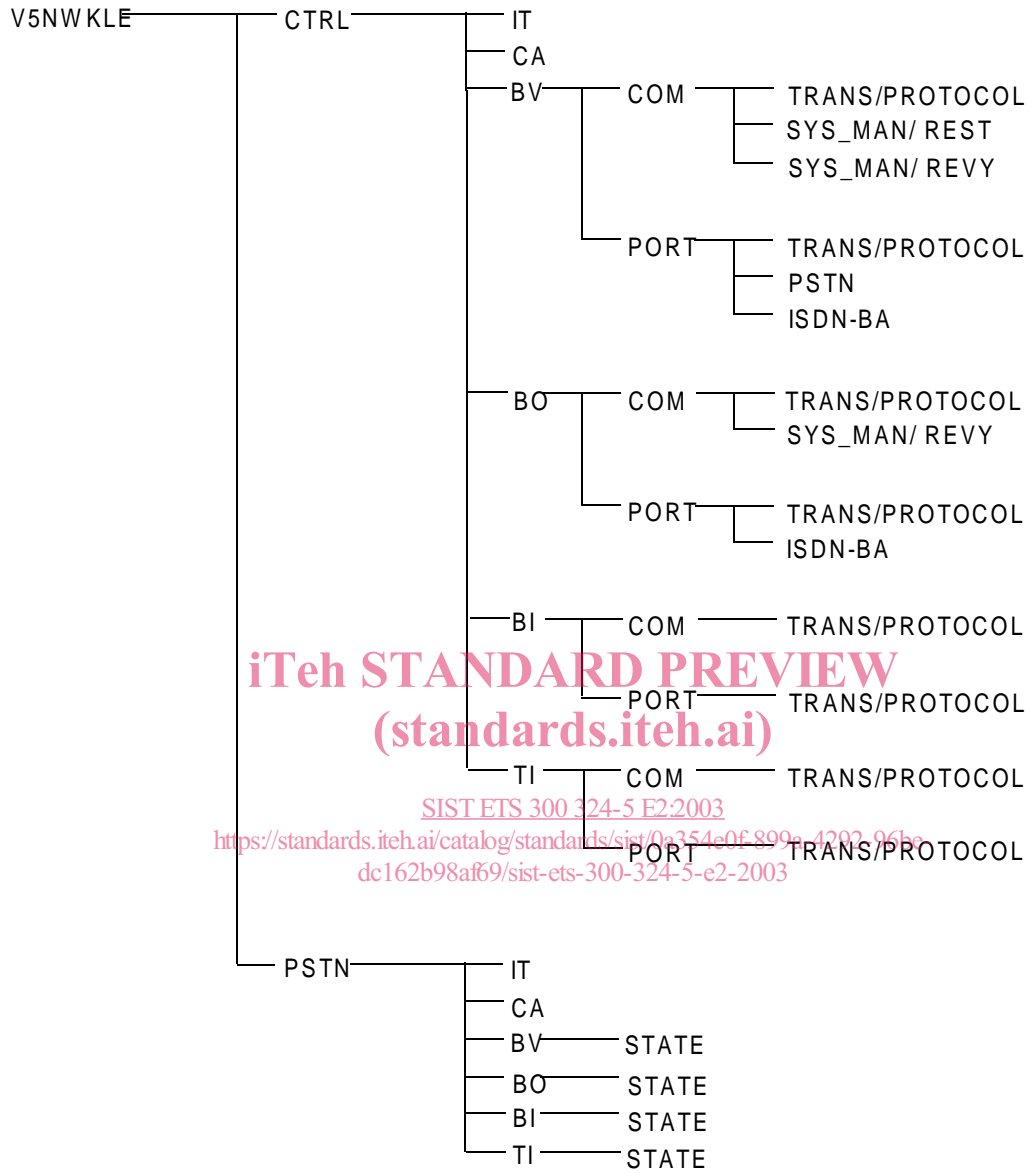 V5NWKLE CTRL IT
CA
BV COM TRANS/PROTOCOL
SYS_MAN/ REST
SYS_MAN/ REVY
PORT TRANS/PROTOCOL
PSTN
ISDN-BA
BO COM TRANS/PROTOCOL
SYS_MAN/ REVY
PORT TRANS/PROTOCOL
ISDN-BA
BI COM TRANS/PROTOCOL
iTeh STANDARD PREVIEW
PORT TRANS/PROTOCOL
(standards.iteh.ai)
TI COM TRANS/PROTOCOL
SIST ETS 300 324-5 E2:2003
https://standards.iteh.ai/catalog/standards/sist/0a354e0f-899a-4292-96be-
PORT TRANS/PROTOCOL
dc162b98af69/sist-ets-300-324-5-e2-2003
PSTN IT
CA
BV STATE
BO STATE
BI STATE
TI STATE